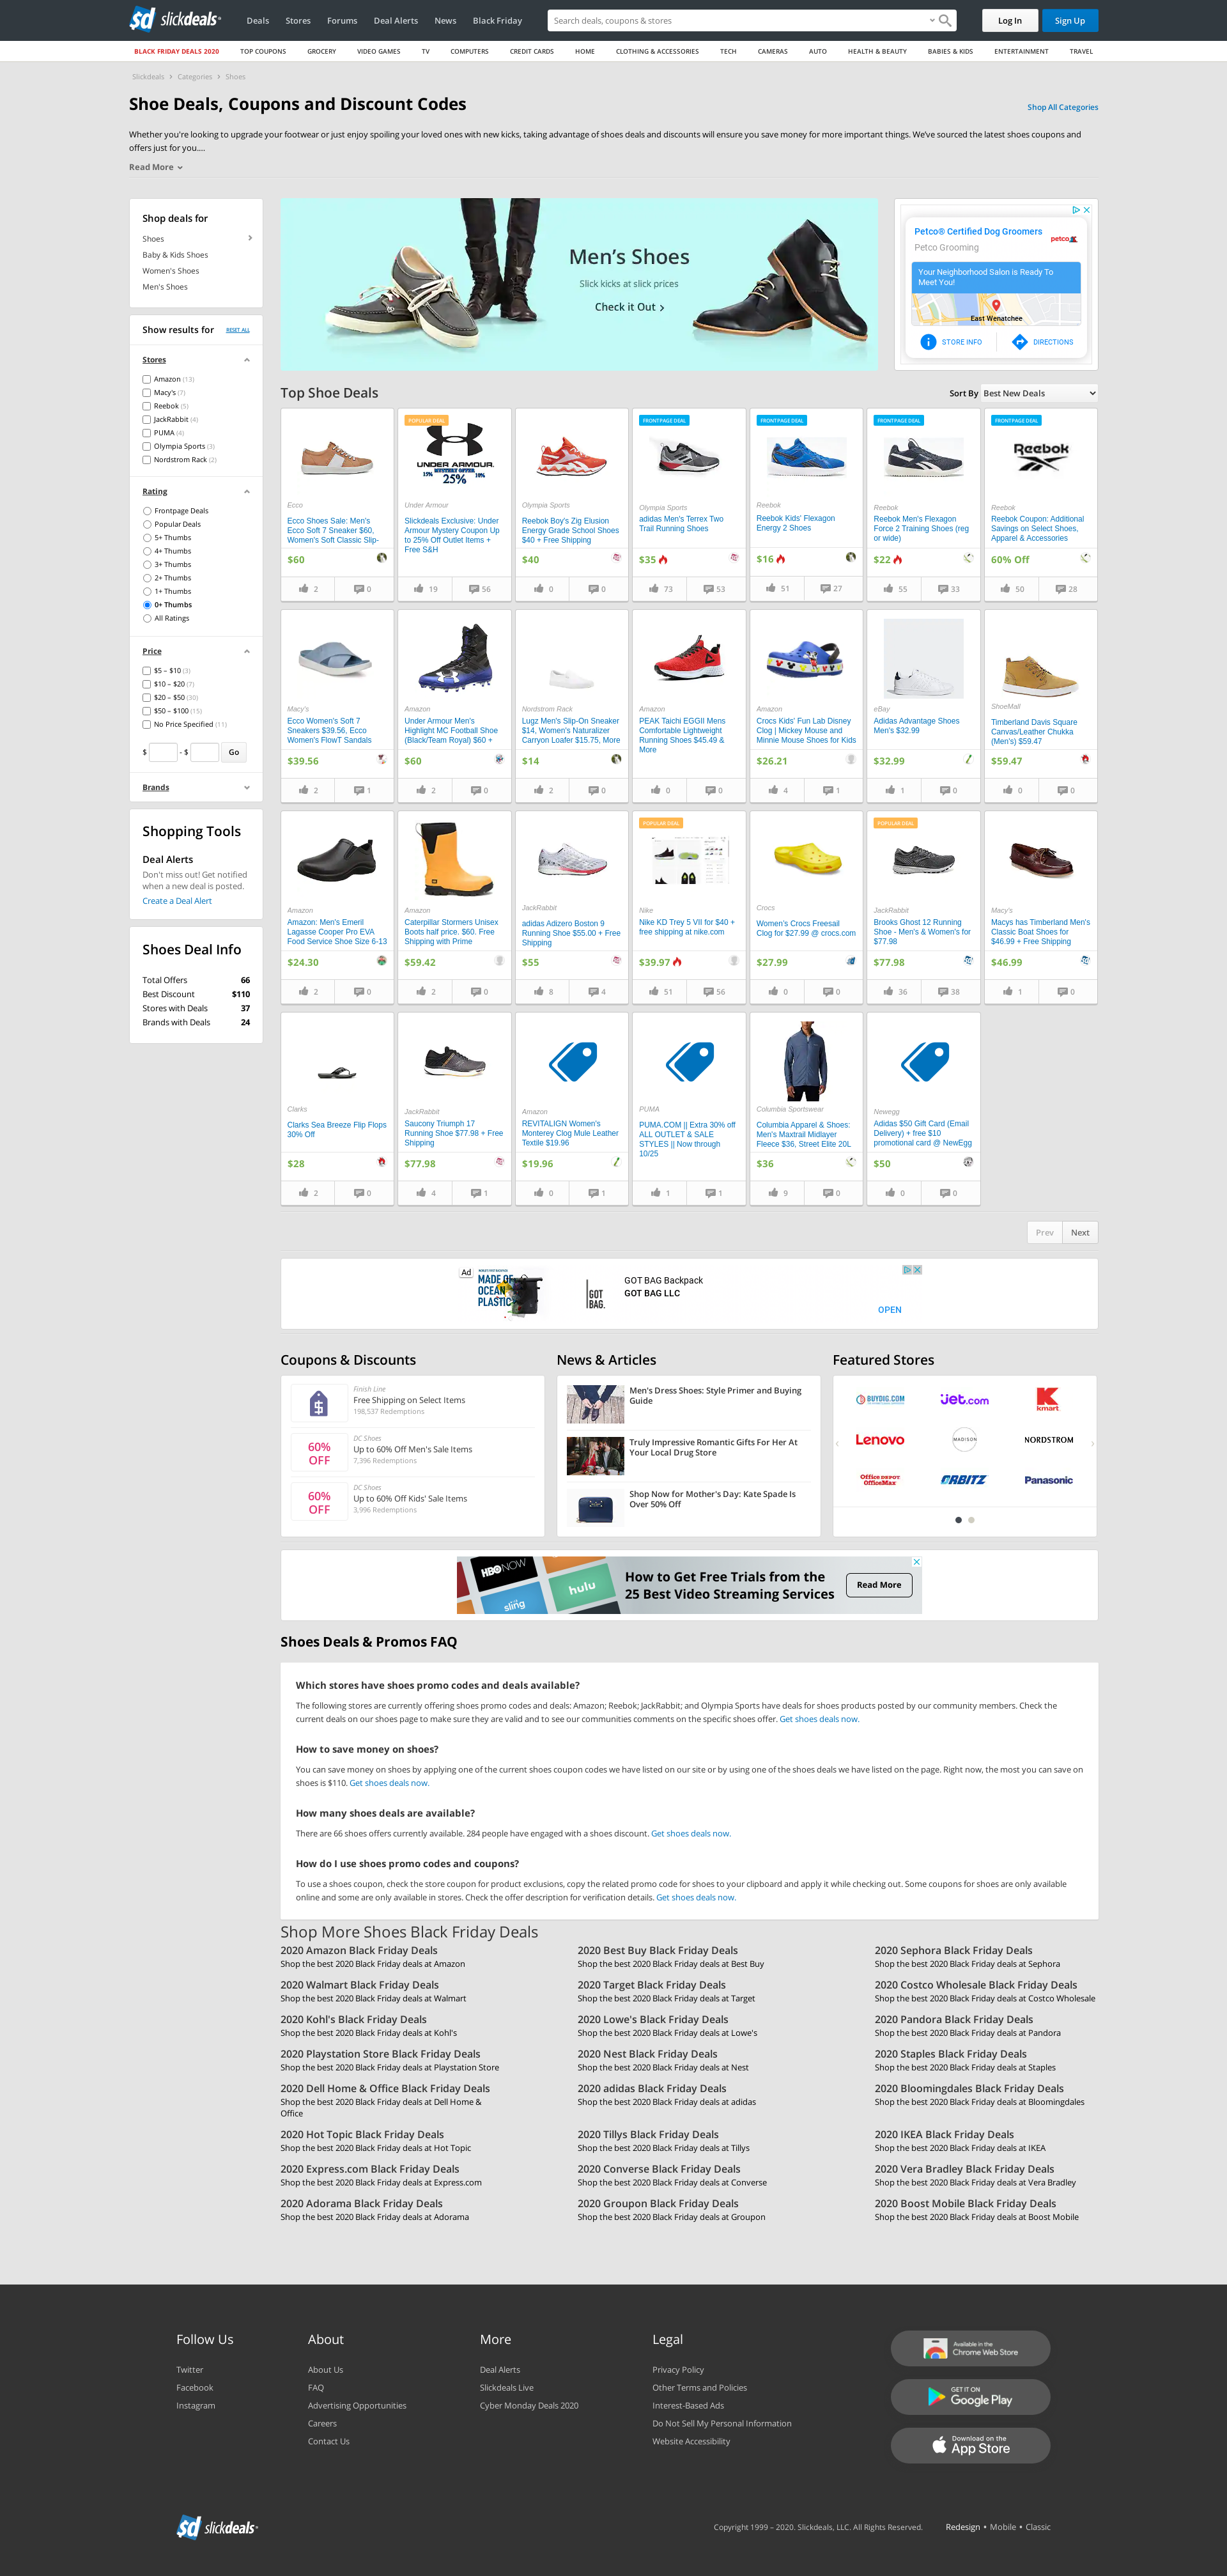 slickdeals
Deals Stores Forums Deal Alerts News Black Friday
Search deals, coupons & stores
Log In Sign Up
BLACK FRIDAY DEALS 2020 TOP COUPONS GROCERY VIDEO GAMES TV COMPUTERS CREDIT CARDS HOME CLOTHING & ACCESSORIES TECH CAMERAS AUTO HEALTH & BEAUTY BABIES & KIDS ENTERTAINMENT TRAVEL
Slickdeals › Categories › Shoes
Shoe Deals, Coupons and Discount Codes
Shop All Categories
Whether you're looking to upgrade your footwear or just enjoy spoiling your loved ones with new kicks, taking advantage of shoes deals and discounts will ensure you save money for more important things. We've sourced the latest shoes coupons and
offers just for you....
Read More
Shop deals for
Shoes
Baby & Kids Shoes
Women's Shoes
Men's Shoes
Show results for RESET ALL
Stores
Amazon (13)
Macy's (7)
Reebok (5)
JackRabbit (4)
PUMA (4)
Olympia Sports (3)
Nordstrom Rack (2)
Rating
Frontpage Deals
Popular Deals
5+ Thumbs
4+ Thumbs
3+ Thumbs
2+ Thumbs
1+ Thumbs
0+ Thumbs
All Ratings
Price
$5 – $10 (3)
$10 – $20 (7)
$20 – $50 (30)
$50 – $100 (15)
No Price Specified (11)
$ - $ Go
Brands
Shopping Tools
Deal Alerts
Don't miss out! Get notified
when a new deal is posted.
Create a Deal Alert
Shoes Deal Info
Total Offers 66
Best Discount $110
Stores with Deals 37
Brands with Deals 24
Men's Shoes
Slick kicks at slick prices
Check it Out
Petco® Certified Dog Groomers
Petco Grooming
petco
Your Neighborhood Salon is Ready To
Meet You!
East Wenatchee
STORE INFO DIRECTIONS
Top Shoe Deals
Sort By Best New Deals
Ecco
Ecco Shoes Sale: Men's
Ecco Soft 7 Sneaker $60,
Women's Soft Classic Slip-
$60
2 0
POPULAR DEAL
UNDER ARMOUR
MYSTERY OFFER
15% 25% 10%
Under Armour
Slickdeals Exclusive: Under
Armour Mystery Coupon Up
to 25% Off Outlet Items +
Free S&H
19 56
Olympia Sports
Reebok Boy's Zig Elusion
Energy Grade School Shoes
$40 + Free Shipping
$40
0 0
FRONTPAGE DEAL
Olympia Sports
adidas Men's Terrex Two
Trail Running Shoes
$35
73 53
FRONTPAGE DEAL
Reebok
Reebok Kids' Flexagon
Energy 2 Shoes
$16
51 27
FRONTPAGE DEAL
Reebok
Reebok Men's Flexagon
Force 2 Training Shoes (reg
or wide)
$22
55 33
FRONTPAGE DEAL
Reebok
Reebok
Reebok Coupon: Additional
Savings on Select Shoes,
Apparel & Accessories
60% Off
50 28
Macy's
Ecco Women's Soft 7
Sneakers $39.56, Ecco
Women's FlowT Sandals
$39.56
2 1
Amazon
Under Armour Men's
Highlight MC Football Shoe
(Black/Team Royal) $60 +
$60
2 0
Nordstrom Rack
Lugz Men's Slip-On Sneaker
$14, Women's Naturalizer
Carryon Loafer $15.75, More
$14
2 0
Amazon
PEAK Taichi EGGII Mens
Comfortable Lightweight
Running Shoes $45.49 &
More
0 0
Amazon
Crocs Kids' Fun Lab Disney
Clog | Mickey Mouse and
Minnie Mouse Shoes for Kids
$26.21
4 1
eBay
Adidas Advantage Shoes
Men's $32.99
$32.99
1 0
ShoeMall
Timberland Davis Square
Canvas/Leather Chukka
(Men's) $59.47
$59.47
0 0
Amazon
Amazon: Men's Emeril
Lagasse Cooper Pro EVA
Food Service Shoe Size 6-13
$24.30
2 0
Amazon
Caterpillar Stormers Unisex
Boots half price. $60. Free
Shipping with Prime
$59.42
2 0
JackRabbit
adidas Adizero Boston 9
Running Shoe $55.00 + Free
Shipping
$55
8 4
POPULAR DEAL
Nike
Nike KD Trey 5 VII for $40 +
free shipping at nike.com
$39.97
51 56
Crocs
Women's Crocs Freesail
Clog for $27.99 @ crocs.com
$27.99
0 0
POPULAR DEAL
JackRabbit
Brooks Ghost 12 Running
Shoe - Men's & Women's for
$77.98
$77.98
36 38
Macy's
Macys has Timberland Men's
Classic Boat Shoes for
$46.99 + Free Shipping
$46.99
1 0
Clarks
Clarks Sea Breeze Flip Flops
30% Off
$28
2 0
JackRabbit
Saucony Triumph 17
Running Shoe $77.98 + Free
Shipping
$77.98
4 1
Amazon
REVITALIGN Women's
Monterey Clog Mule Leather
Textile $19.96
$19.96
0 1
PUMA
PUMA.COM || Extra 30% off
ALL OUTLET & SALE
STYLES || Now through
10/25
1 1
Columbia Sportswear
Columbia Apparel & Shoes:
Men's Maxtrail Midlayer
Fleece $36, Street Elite 20L
$36
9 0
Newegg
Adidas $50 Gift Card (Email
Delivery) + free $10
promotional card @ NewEgg
$50
0 0
Prev Next
Ad
MADE OF
OCEAN
PLASTIC
GOT
BAG.
GOT BAG Backpack
GOT BAG LLC
OPEN
Coupons & Discounts
Finish Line
Free Shipping on Select Items
198,537 Redemptions
60%
OFF
DC Shoes
Up to 60% Off Men's Sale Items
7,396 Redemptions
60%
OFF
DC Shoes
Up to 60% Off Kids' Sale Items
3,996 Redemptions
News & Articles
Men's Dress Shoes: Style Primer and Buying
Guide
Truly Impressive Romantic Gifts For Her At
Your Local Drug Store
Shop Now for Mother's Day: Kate Spade Is
Over 50% Off
Featured Stores
BUYDIG.COM jet.com kmart
Lenovo MADISON NORDSTROM
Office DEPOT
OfficeMax ORBITZ Panasonic
HBO NOW
hulu
sling
How to Get Free Trials from the
25 Best Video Streaming Services
Read More
Shoes Deals & Promos FAQ
Which stores have shoes promo codes and deals available?
The following stores are currently offering shoes promo codes and deals: Amazon; Reebok; JackRabbit; and Olympia Sports have deals for shoes products posted by our community members. Check the
current deals on our shoes page to make sure they are valid and to see our communities comments on the specific shoes offer. Get shoes deals now.
How to save money on shoes?
You can save money on shoes by applying one of the current shoes coupon codes we have listed on our site or by using one of the shoes deals we have listed on the page. Right now, the most you can save on
shoes is $110. Get shoes deals now.
How many shoes deals are available?
There are 66 shoes offers currently available. 284 people have engaged with a shoes discount. Get shoes deals now.
How do I use shoes promo codes and coupons?
To use a shoes coupon, check the store coupon for product exclusions, copy the related promo code for shoes to your clipboard and apply it while checking out. Some coupons for shoes are only available
online and some are only available in stores. Check the offer description for verification details. Get shoes deals now.
Shop More Shoes Black Friday Deals
2020 Amazon Black Friday Deals
Shop the best 2020 Black Friday deals at Amazon
2020 Best Buy Black Friday Deals
Shop the best 2020 Black Friday deals at Best Buy
2020 Sephora Black Friday Deals
Shop the best 2020 Black Friday deals at Sephora
2020 Walmart Black Friday Deals
Shop the best 2020 Black Friday deals at Walmart
2020 Target Black Friday Deals
Shop the best 2020 Black Friday deals at Target
2020 Costco Wholesale Black Friday Deals
Shop the best 2020 Black Friday deals at Costco Wholesale
2020 Kohl's Black Friday Deals
Shop the best 2020 Black Friday deals at Kohl's
2020 Lowe's Black Friday Deals
Shop the best 2020 Black Friday deals at Lowe's
2020 Pandora Black Friday Deals
Shop the best 2020 Black Friday deals at Pandora
2020 Playstation Store Black Friday Deals
Shop the best 2020 Black Friday deals at Playstation Store
2020 Nest Black Friday Deals
Shop the best 2020 Black Friday deals at Nest
2020 Staples Black Friday Deals
Shop the best 2020 Black Friday deals at Staples
2020 Dell Home & Office Black Friday Deals
Shop the best 2020 Black Friday deals at Dell Home &
Office
2020 adidas Black Friday Deals
Shop the best 2020 Black Friday deals at adidas
2020 Bloomingdales Black Friday Deals
Shop the best 2020 Black Friday deals at Bloomingdales
2020 Hot Topic Black Friday Deals
Shop the best 2020 Black Friday deals at Hot Topic
2020 Tillys Black Friday Deals
Shop the best 2020 Black Friday deals at Tillys
2020 IKEA Black Friday Deals
Shop the best 2020 Black Friday deals at IKEA
2020 Express.com Black Friday Deals
Shop the best 2020 Black Friday deals at Express.com
2020 Converse Black Friday Deals
Shop the best 2020 Black Friday deals at Converse
2020 Vera Bradley Black Friday Deals
Shop the best 2020 Black Friday deals at Vera Bradley
2020 Adorama Black Friday Deals
Shop the best 2020 Black Friday deals at Adorama
2020 Groupon Black Friday Deals
Shop the best 2020 Black Friday deals at Groupon
2020 Boost Mobile Black Friday Deals
Shop the best 2020 Black Friday deals at Boost Mobile
Follow Us
Twitter
Facebook
Instagram
About
About Us
FAQ
Advertising Opportunities
Careers
Contact Us
More
Deal Alerts
Slickdeals Live
Cyber Monday Deals 2020
Legal
Privacy Policy
Other Terms and Policies
Interest-Based Ads
Do Not Sell My Personal Information
Website Accessibility
Available in the
Chrome Web Store
GET IT ON
Google Play
Download on the
App Store
slickdeals
Copyright 1999 – 2020. Slickdeals, LLC. All Rights Reserved. Redesign • Mobile • Classic